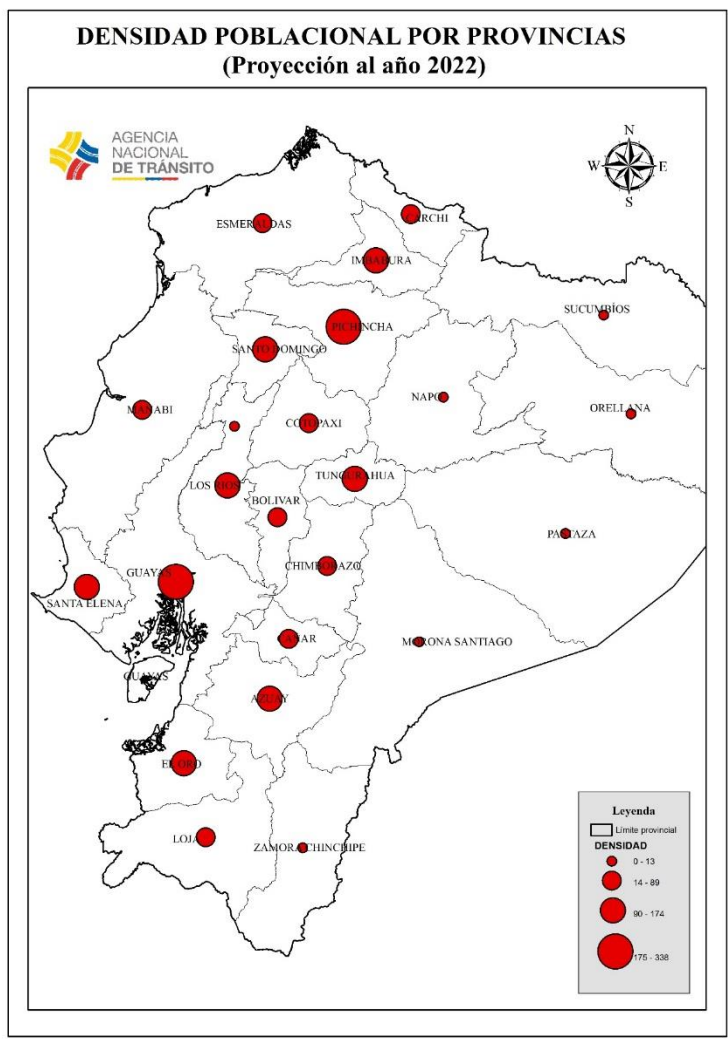 DENSIDAD POBLACIONAL POR PROVINCIAS
(Proyección al año 2022)
AGENCIA
NACIONAL
DE TRÁNSITO
N
W
E
S
CARCHI
ESMERALDAS
IMBABURA
SUCUMBÍOS
PICHINCHA
SANTO DOMINGO
NAPO
MANABI
ORELLANA
COTOPAXI
TUNGURAHUA
LOS RIOS
BOLIVAR
PASTAZA
CHIMBORAZO
GUAYAS
SANTA ELENA
CAÑAR
MORONA SANTIAGO
GUAYAS
AZUAY
EL ORO
LOJA
ZAMORA CHINCHIPE
Leyenda
Límite provincial
DENSIDAD
0 - 13
14 - 89
90 - 174
175 - 338